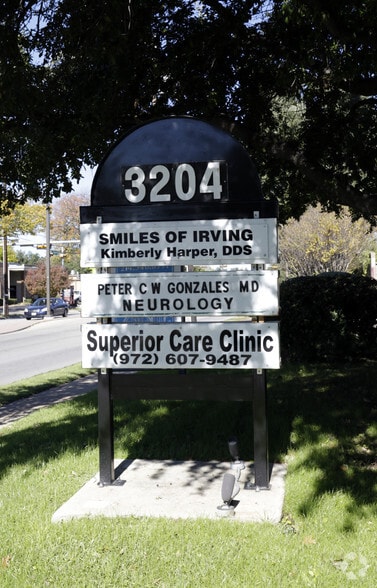 3204
SMILES OF IRVING
Kimberly Harper, DDS
PETER C W GONZALES MD
NEUROLOGY
Superior Care Clinic
(972) 607-9487